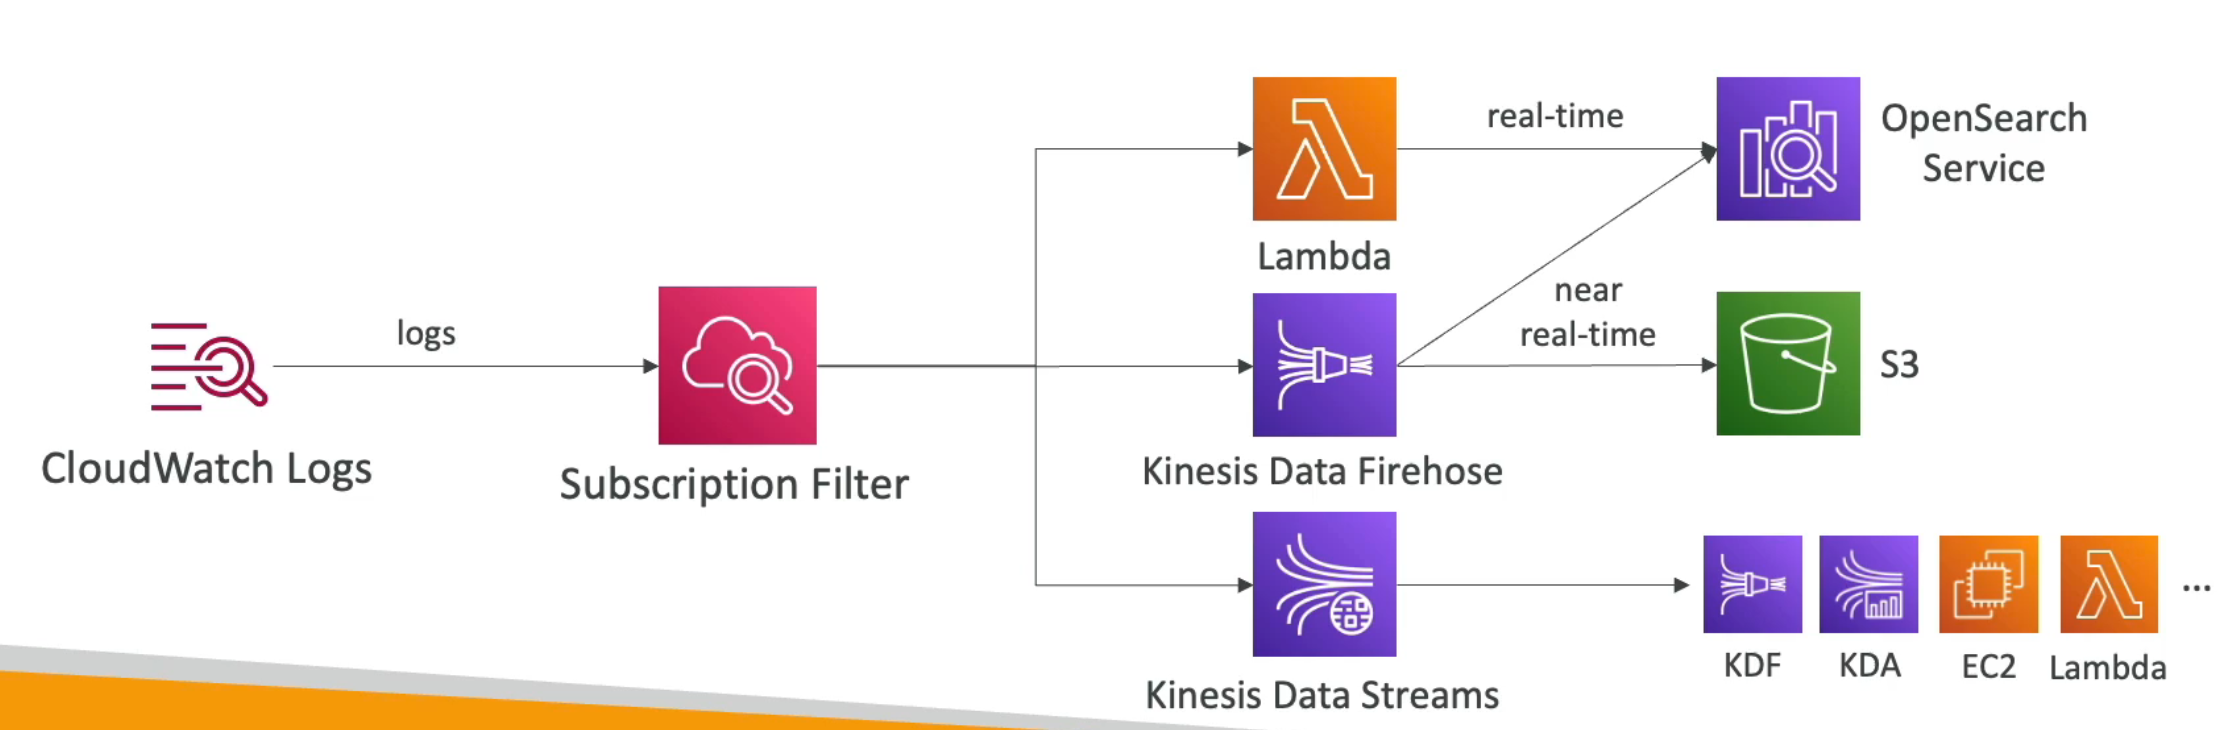 real-time
OpenSearch
Service
Lambda
near
real-time
logs
S3
CloudWatch Logs
Subscription Filter
Kinesis Data Firehose
Kinesis Data Streams
KDF
KDA
EC2
Lambda
...